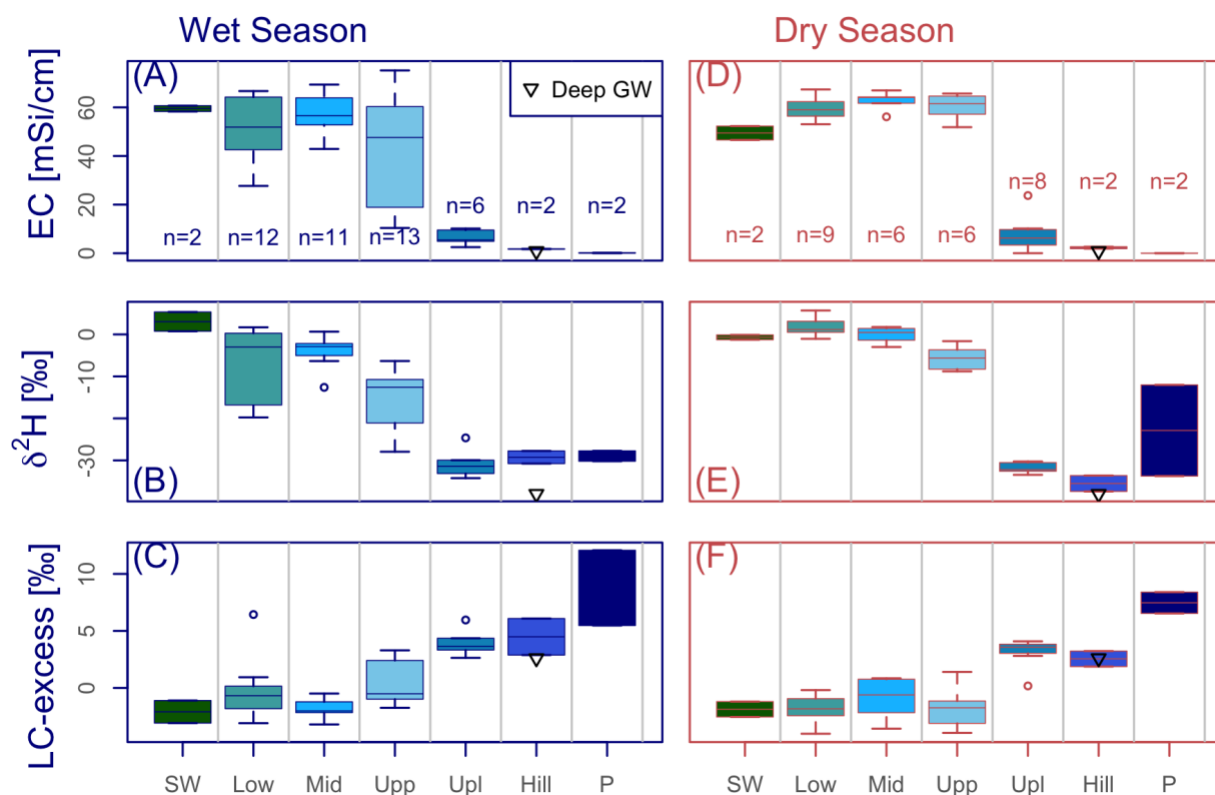 Wet Season
Dry Season
(A)
Deep GW
EC [mSi/cm]
60
40
20
0
n=2
n=12
n=11
n=13
n=6
n=2
n=2
(D)
n=2
n=9
n=6
n=6
n=8
n=2
n=2
δ²H [‰]
0
-10
-30
(B)
(E)
LC-excess [‰]
10
5
0
(C)
(F)
SW Low Mid Upp Upl Hill P
SW Low Mid Upp Upl Hill P